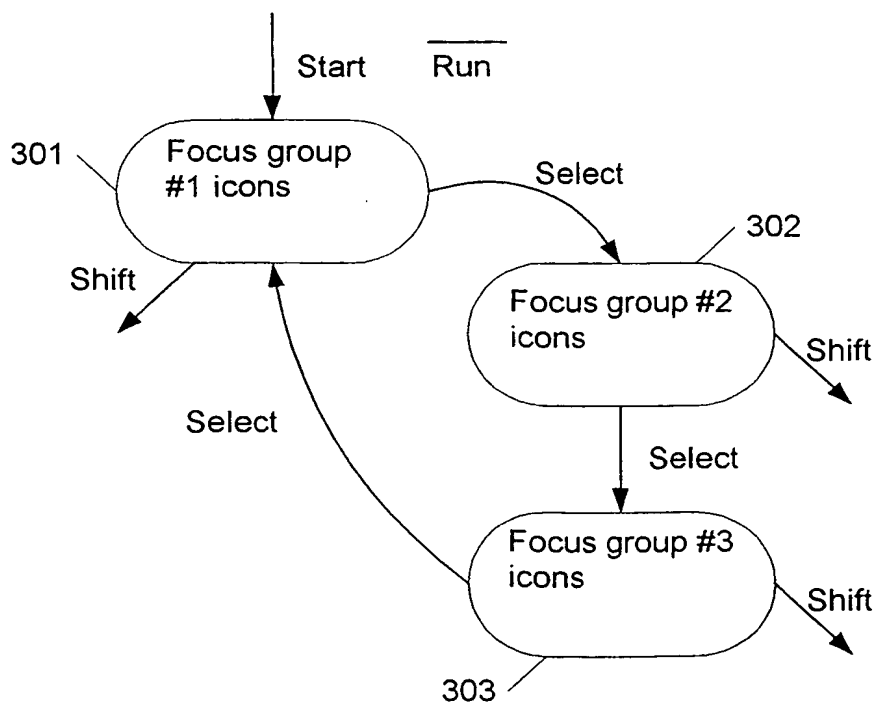 Start
Run
301
Focus group
#1 icons
Select
302
Shift
Focus group #2
icons
Shift
Select
Select
Focus group #3
icons
Shift
303